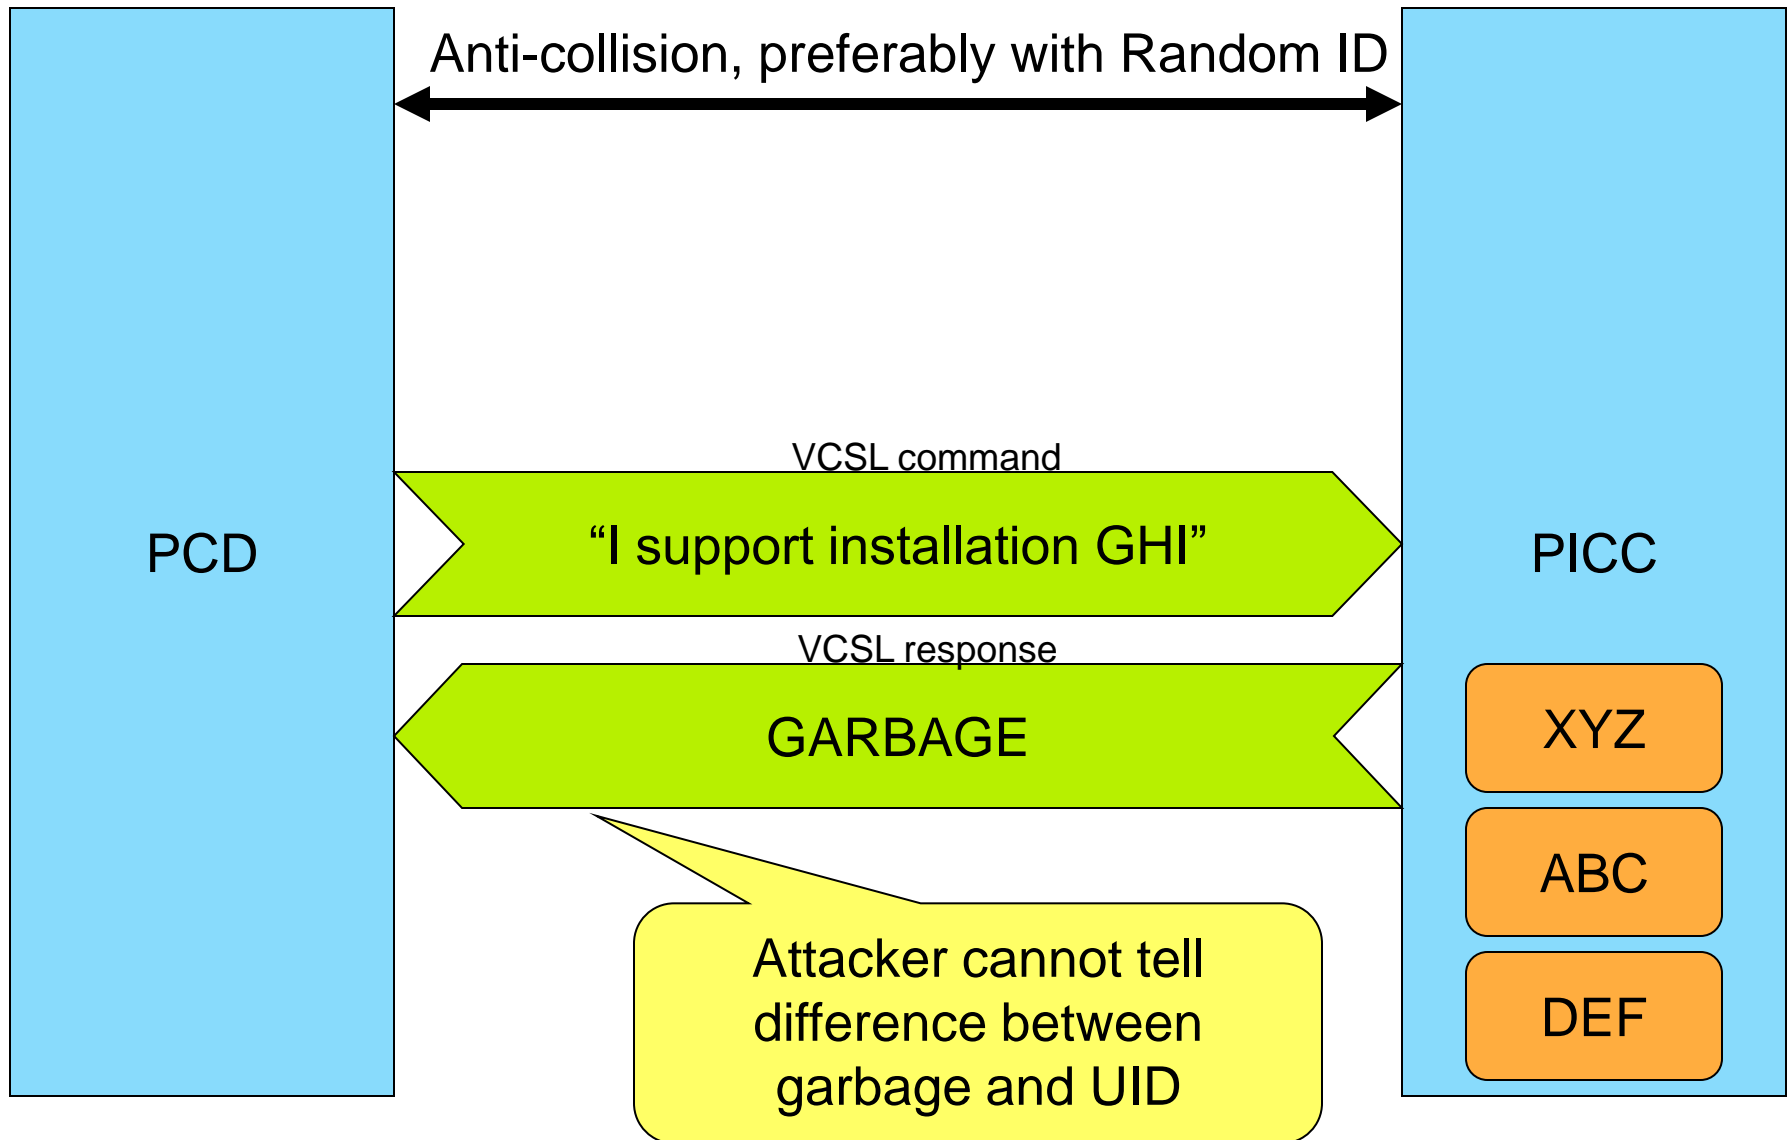 Anti-collision, preferably with Random ID
VCSL command
PCD
“I support installation GHI”
PICC
VCSL response
GARBAGE
XYZ
ABC
DEF
Attacker cannot tell
difference between
garbage and UID